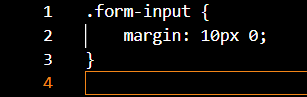 1 .form-input {
2     margin: 10px 0;
3 }
4